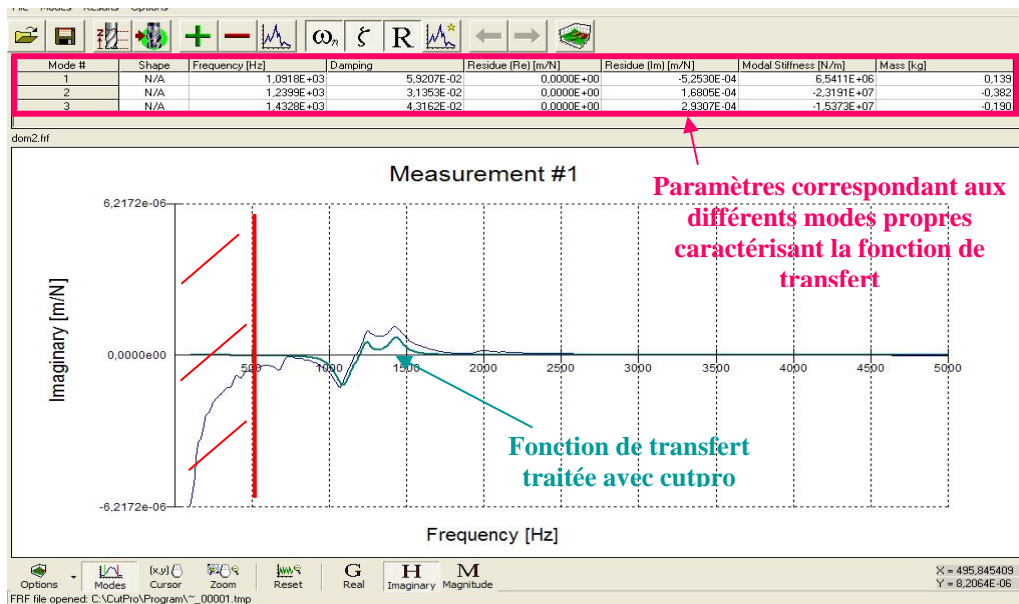 File Modes Results Options
ωn ζ R
Mode # Shape Frequency [Hz] Damping Residue (Re) [m/N] Residue (Im) [m/N] Modal Stiffness [N/m] Mass [kg]
1 N/A 1,0918E+03 5,9207E-02 0,0000E+00 -5,2530E-04 6,5411E+06 0,139
2 N/A 1,2399E+03 3,1353E-02 0,0000E+00 1,6805E-04 -2,3191E+07 -0,382
3 N/A 1,4328E+03 4,3162E-02 0,0000E+00 2,9307E-04 -1,5373E+07 -0,190
dom2.frf
Measurement #1
Paramètres correspondant aux
différents modes propres
caractérisant la fonction de
transfert
6,2172e-06
Imaginary [m/N]
0,0000e00
500 1000 1500 2000 2500 3000 3500 4000 4500 5000
Fonction de transfert
traitée avec cutpro
-6,2172e-06
Frequency [Hz]
(x,y) G H M
Options Modes Cursor Zoom Reset Real Imaginary Magnitude
X = 495,845409
Y = 8,2064E-06
FRF file opened: C:\CutPro\Program\~_00001.tmp